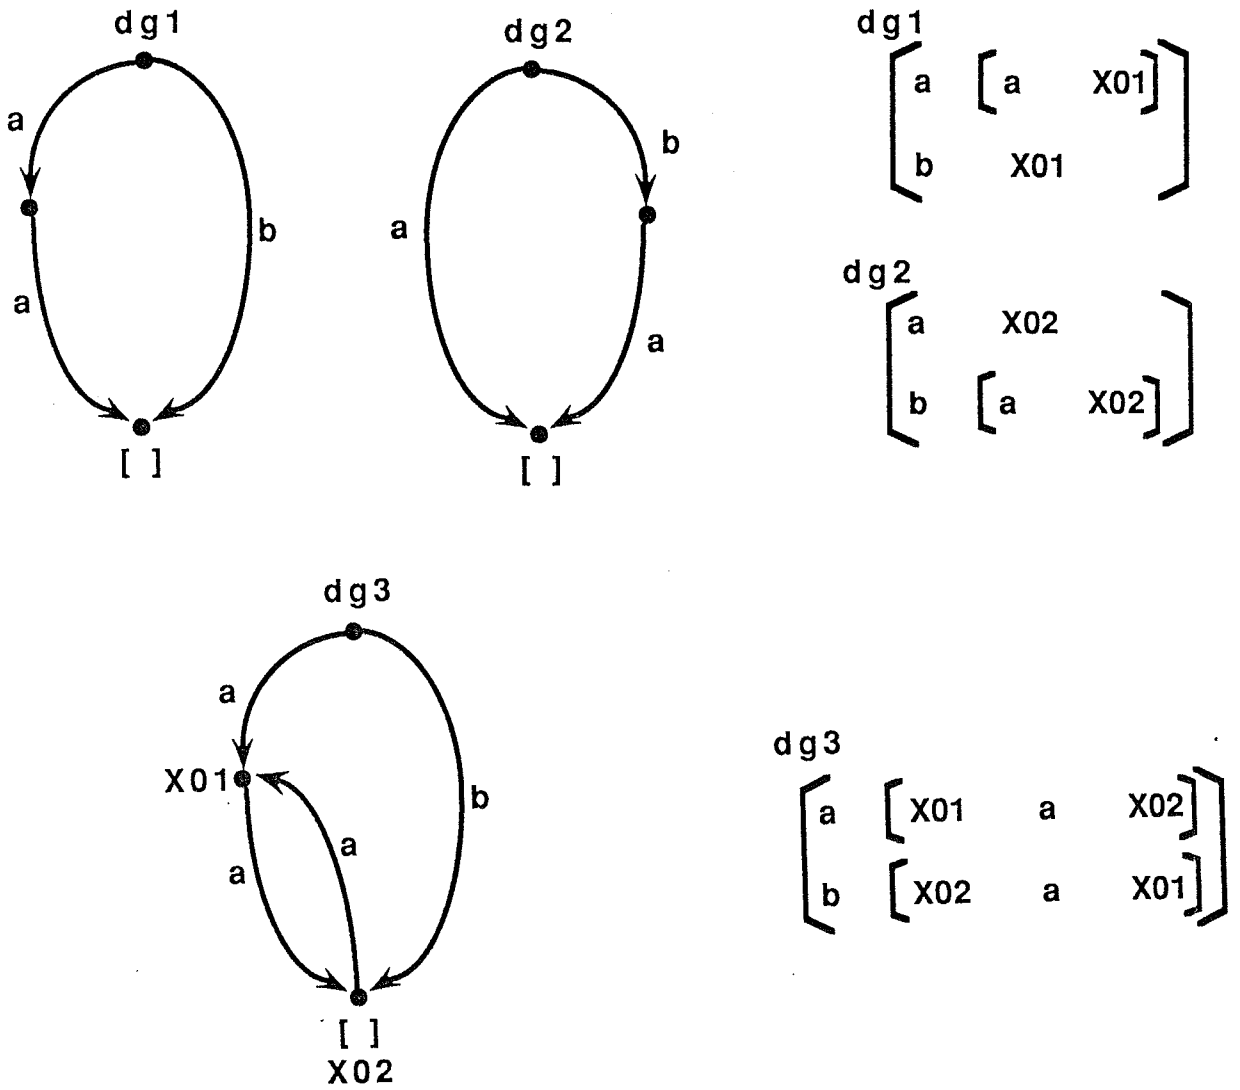 dg1
a
b
a
[ ]
dg2
b
a
a
[ ]
dg1
a [a X01]
b X01
dg2
a X02
b [a X02]
dg3
a
X01
b
a
a
[ ]
X02
dg3
a [X01 a X02]
b [X02 a X01]